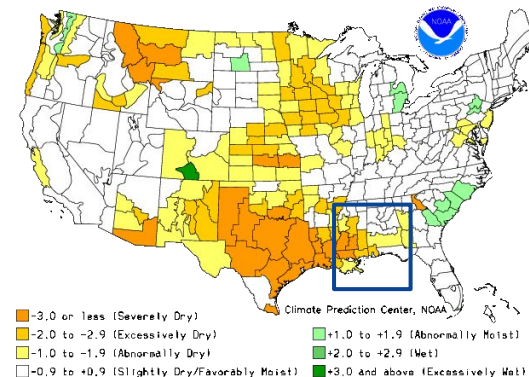 NOAA
Climate Prediction Center, NOAA
-3.0 or less (Severely Dry)
-2.0 to -2.9 (Excessively Dry)
-1.0 to -1.9 (Abnormally Dry)
-0.9 to +0.9 (Slightly Dry/Favorably Moist)
+1.0 to +1.9 (Abnormally Moist)
+2.0 to +2.9 (Wet)
+3.0 and above (Excessively Wet)